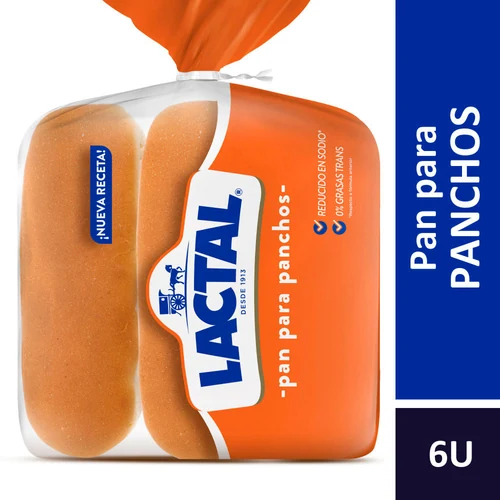 ¡NUEVA RECETA!
LACTAL®
DESDE 1913
-pan para panchos-
REDUCIDO EN SODIO*
0% GRASAS TRANS
Pan para
PANCHOS
6U